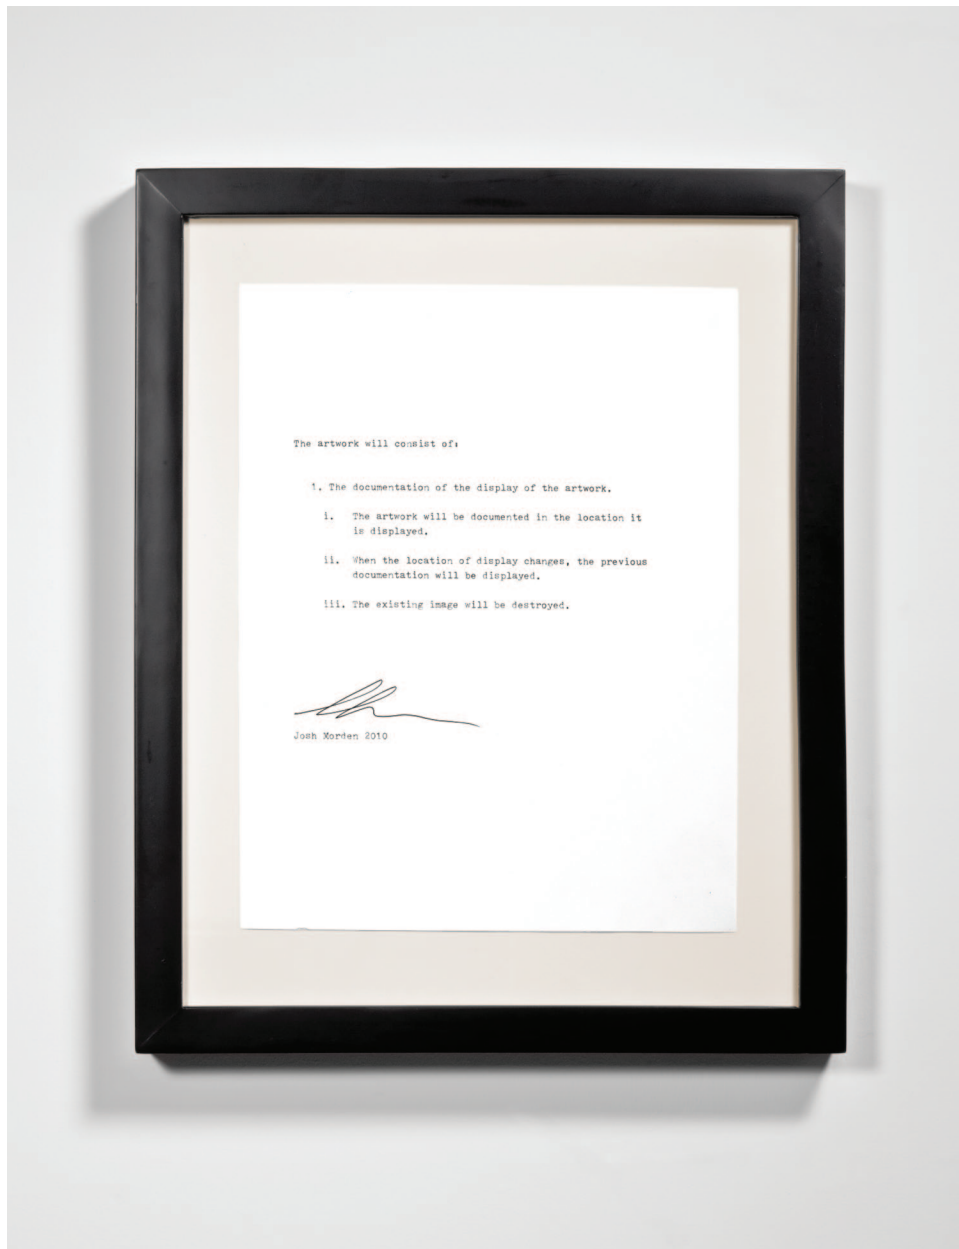 The artwork will consist of:
1. The documentation of the display of the artwork.
i. The artwork will be documented in the location it
is displayed.
ii. When the location of display changes, the previous
documentation will be displayed.
iii. The existing image will be destroyed.
Josh Morden 2010